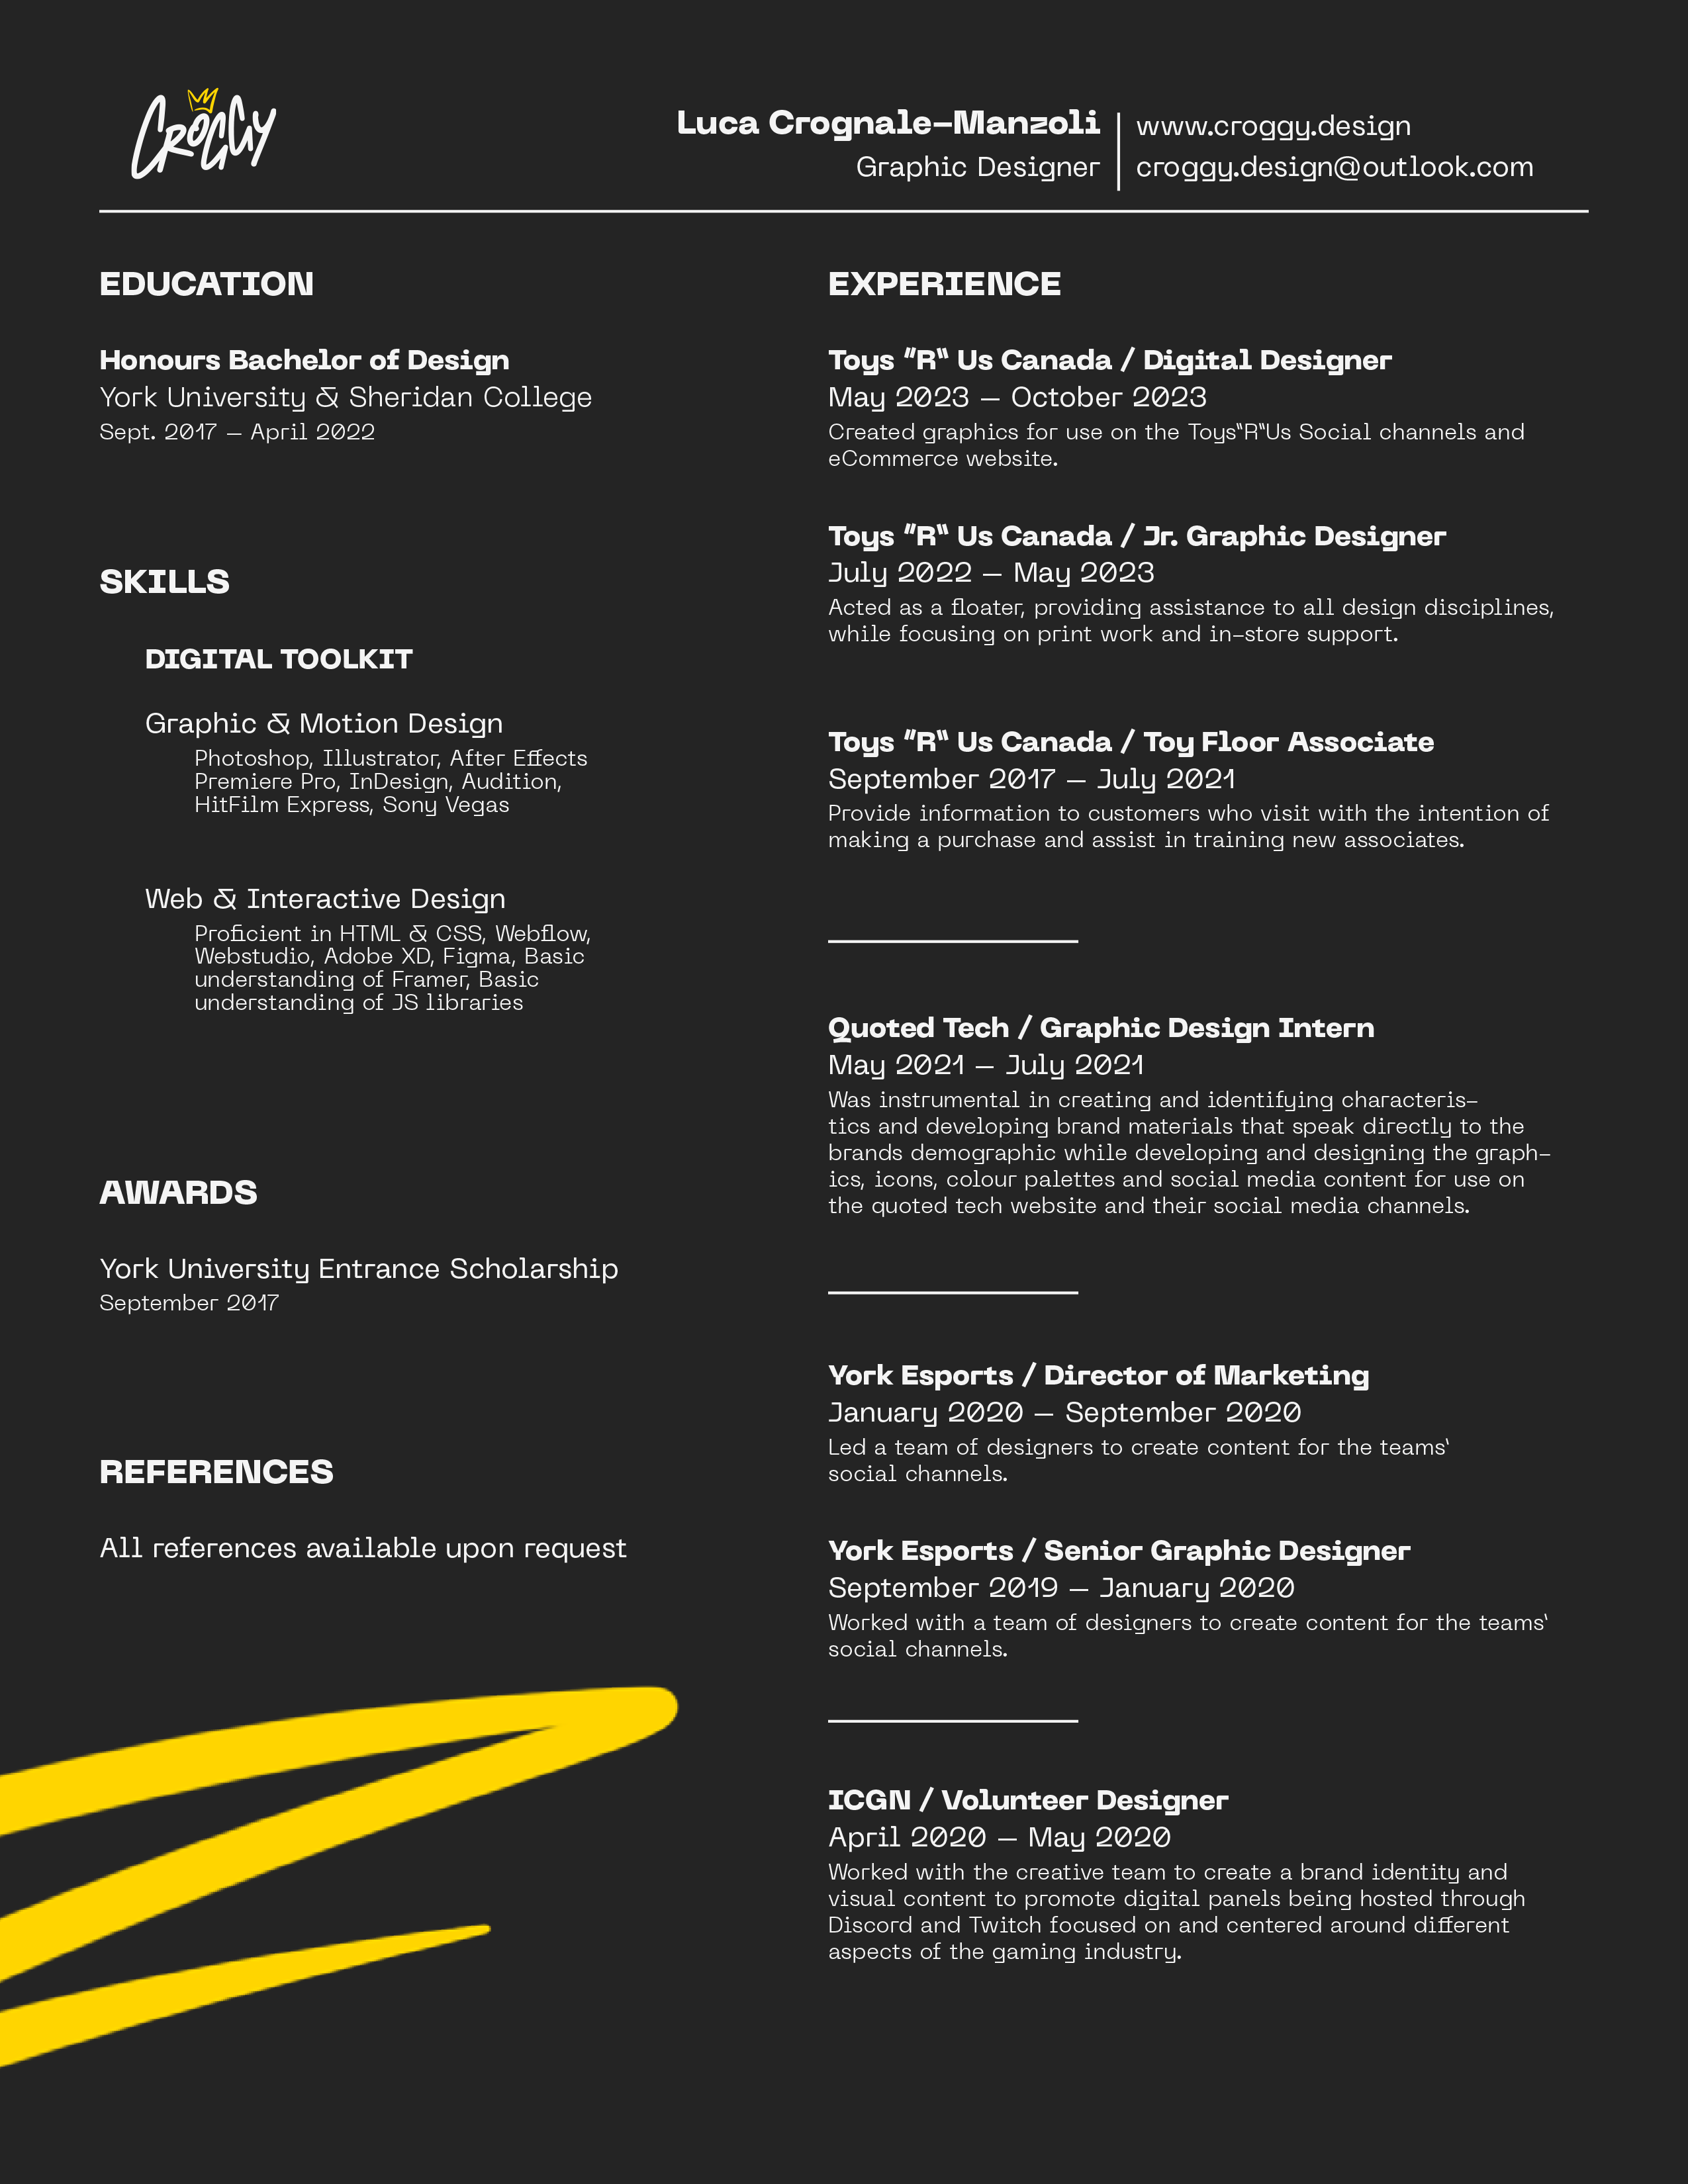 CROGGY
Luca Crognale-Manzoli
Graphic Designer
www.croggy.design
croggy.design@outlook.com
EDUCATION
Honours Bachelor of Design
York University & Sheridan College
Sept. 2017 – April 2022
SKILLS
DIGITAL TOOLKIT
Graphic & Motion Design
Photoshop, Illustrator, After Effects
Premiere Pro, InDesign, Audition,
HitFilm Express, Sony Vegas
Web & Interactive Design
Proficient in HTML & CSS, Webflow,
Webstudio, Adobe XD, Figma, Basic
understanding of Framer, Basic
understanding of JS libraries
AWARDS
York University Entrance Scholarship
September 2017
REFERENCES
All references available upon request
EXPERIENCE
Toys "R" Us Canada / Digital Designer
May 2023 – October 2023
Created graphics for use on the Toys"R"Us Social channels and
eCommerce website.
Toys "R" Us Canada / Jr. Graphic Designer
July 2022 – May 2023
Acted as a floater, providing assistance to all design disciplines,
while focusing on print work and in-store support.
Toys "R" Us Canada / Toy Floor Associate
September 2017 – July 2021
Provide information to customers who visit with the intention of
making a purchase and assist in training new associates.
Quoted Tech / Graphic Design Intern
May 2021 – July 2021
Was instrumental in creating and identifying characteris-
tics and developing brand materials that speak directly to the
brands demographic while developing and designing the graph-
ics, icons, colour palettes and social media content for use on
the quoted tech website and their social media channels.
York Esports / Director of Marketing
January 2020 – September 2020
Led a team of designers to create content for the teams'
social channels.
York Esports / Senior Graphic Designer
September 2019 – January 2020
Worked with a team of designers to create content for the teams'
social channels.
ICGN / Volunteer Designer
April 2020 – May 2020
Worked with the creative team to create a brand identity and
visual content to promote digital panels being hosted through
Discord and Twitch focused on and centered around different
aspects of the gaming industry.